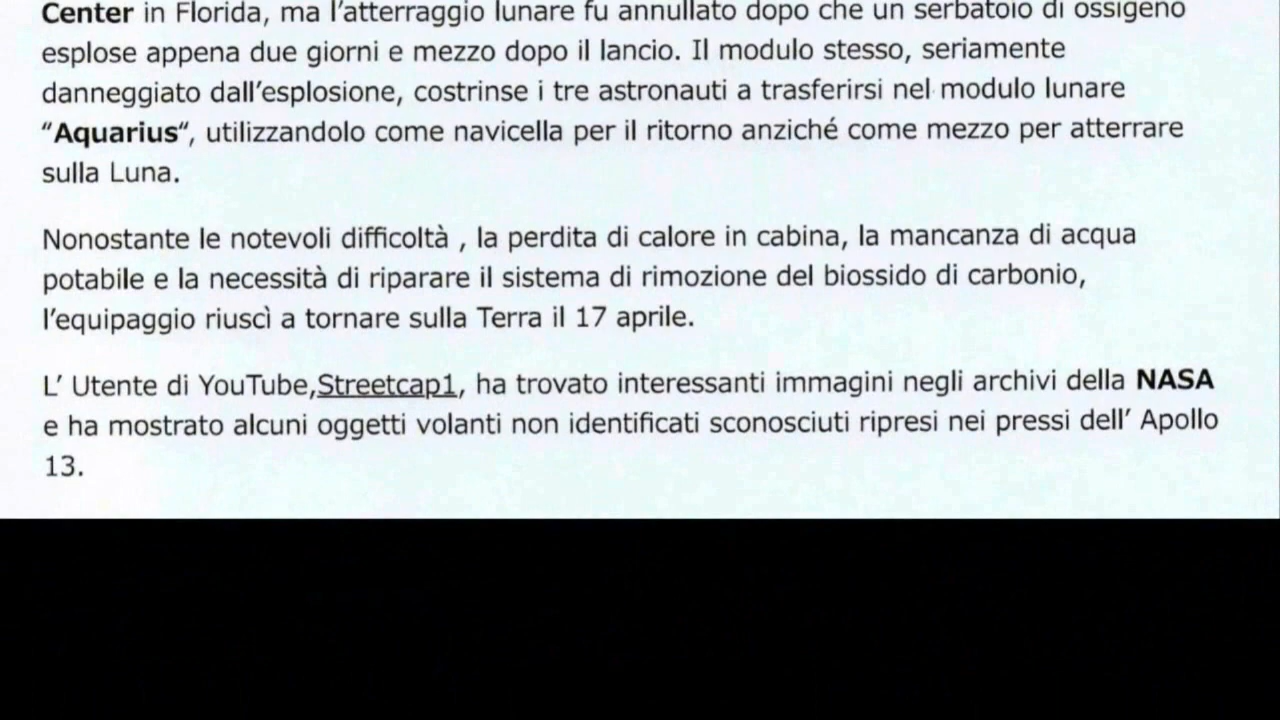 Center in Florida, ma l'atterraggio lunare fu annullato dopo che un serbatoio di ossigeno
esplose appena due giorni e mezzo dopo il lancio. Il modulo stesso, seriamente
danneggiato dall'esplosione, costrinse i tre astronauti a trasferirsi nel modulo lunare
“Aquarius“, utilizzandolo come navicella per il ritorno anziché come mezzo per atterrare
sulla Luna.
Nonostante le notevoli difficoltà , la perdita di calore in cabina, la mancanza di acqua
potabile e la necessità di riparare il sistema di rimozione del biossido di carbonio,
l'equipaggio riuscì a tornare sulla Terra il 17 aprile.
L' Utente di YouTube,Streetcap1, ha trovato interessanti immagini negli archivi della NASA
e ha mostrato alcuni oggetti volanti non identificati sconosciuti ripresi nei pressi dell' Apollo
13.